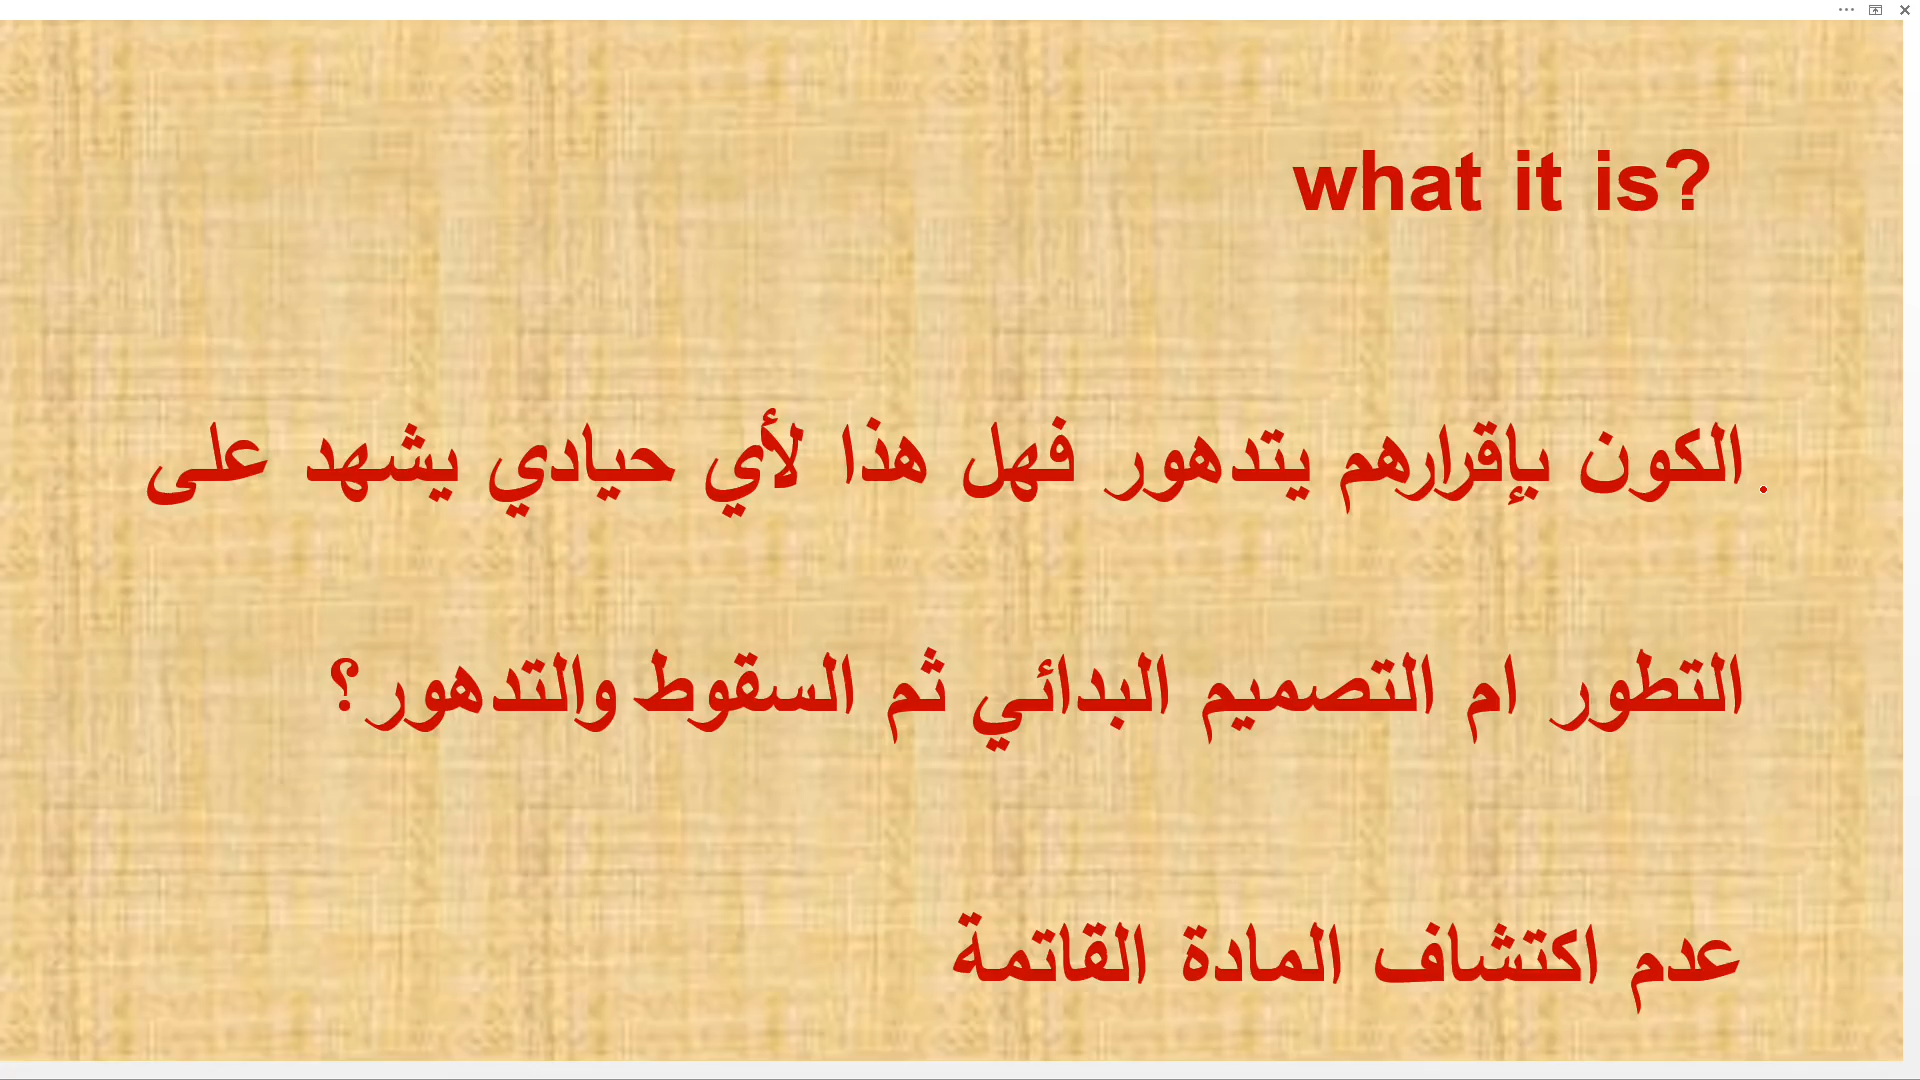 what it is?
الكون بإقرارهم يتدهور فهل هذا لأي حيادي يشهد على
التطور ام التصميم البدائي ثم السقوط والتدهور؟
عدم اكتشاف المادة القاتمة